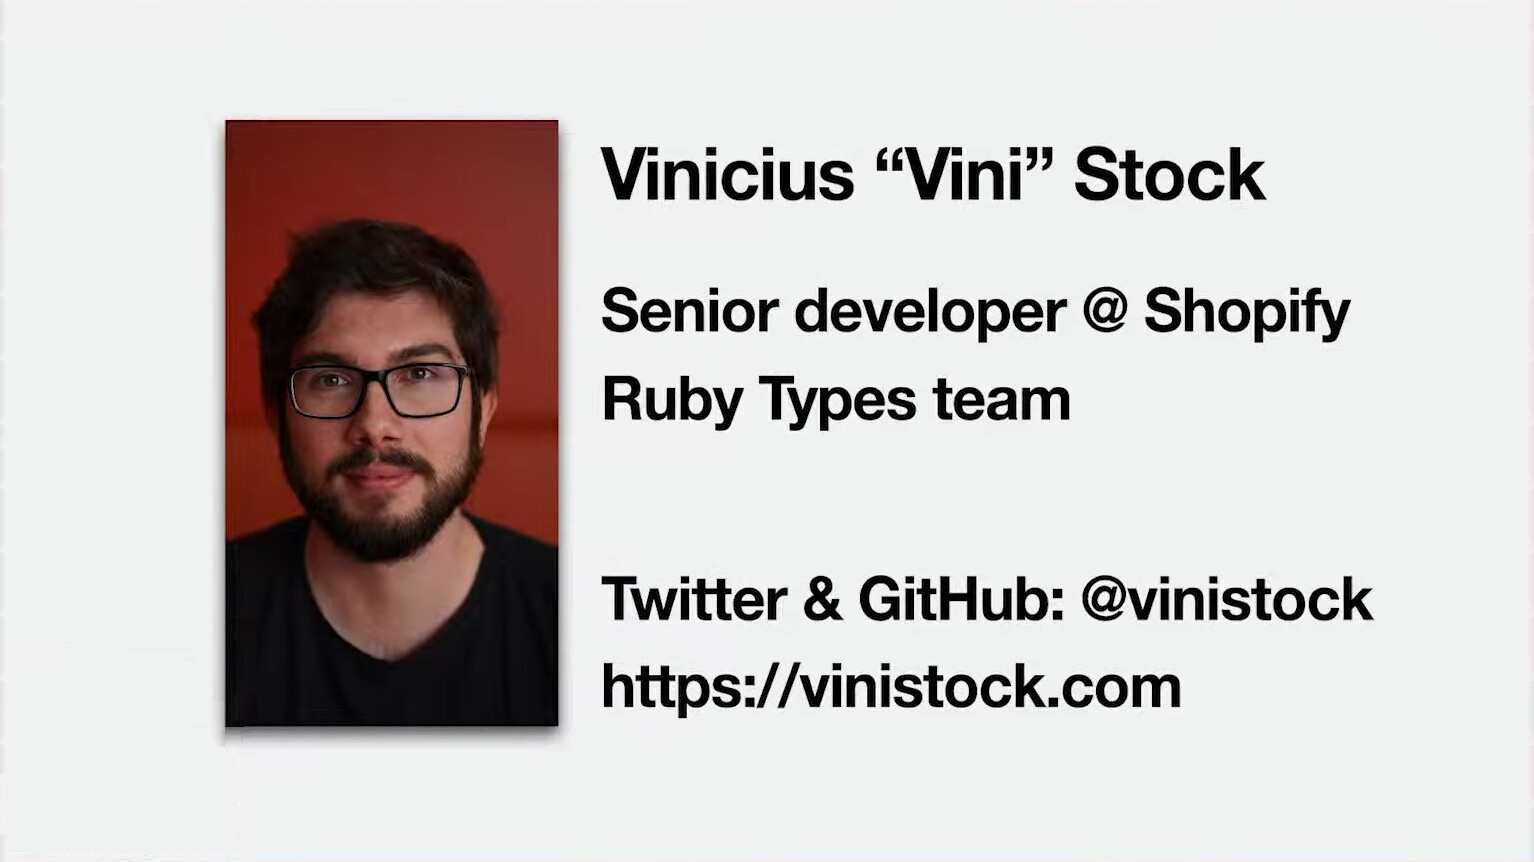 Vinicius “Vini” Stock
Senior developer @ Shopify
Ruby Types team
Twitter & GitHub: @vinistock
https://vinistock.com